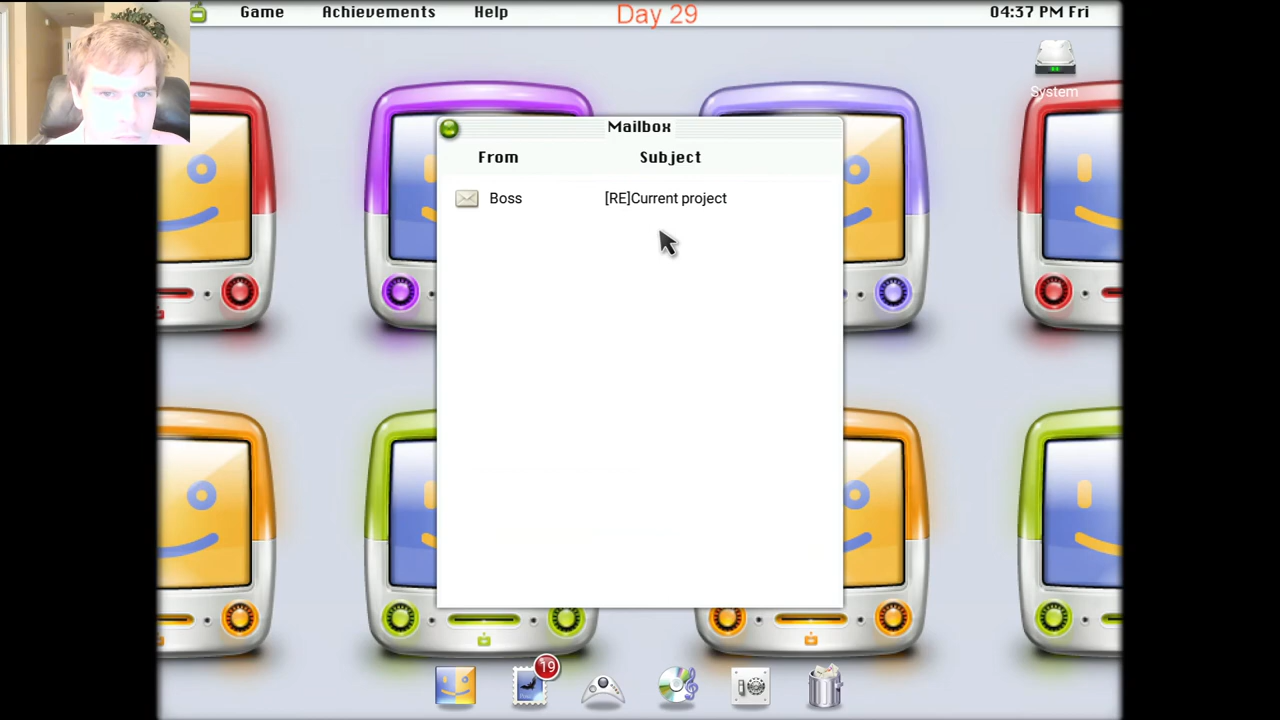 Game Achievements Help Day 29 04:37 PM Fri
System
Mailbox
From Subject
Boss [RE]Current project
19